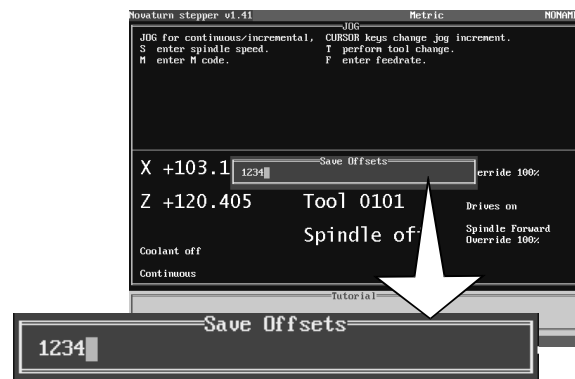 Novaturn stepper v1.41 Metric NONAM
JOG
JOG for continuous/incremental, CURSOR keys change jog increment.
S enter spindle speed. T perform tool change.
M enter M code. F enter feedrate.
Save Offsets
1234
X +103.1 erride 100%
Z +120.405 Tool 0101 Drives on
Spindle of Spindle Forward
Override 100%
Coolant off
Continuous
Tutorial
Save Offsets
1234